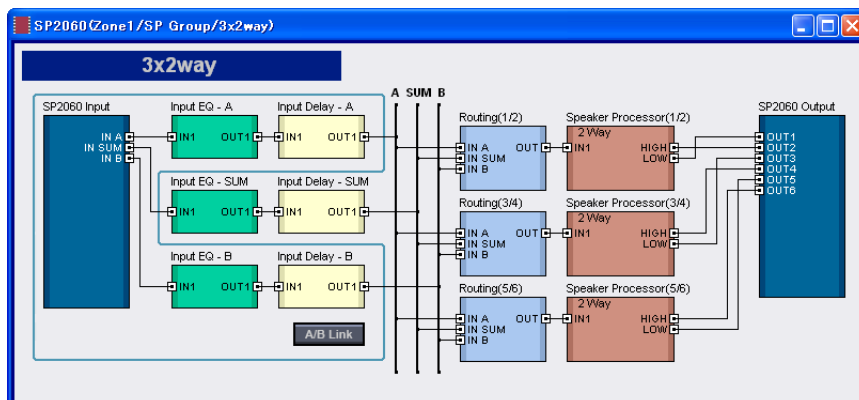 SP2060(Zone1/SP Group/3x2way)
3x2way
A SUM B
SP2060 Input
IN A
IN SUM
IN B
Input EQ - A
IN1 OUT1
Input Delay - A
IN1 OUT1
Input EQ - SUM
IN1 OUT1
Input Delay - SUM
IN1 OUT1
Input EQ - B
IN1 OUT1
Input Delay - B
IN1 OUT1
A/B Link
Routing(1/2)
IN A OUT
IN SUM
IN B
Speaker Processor(1/2)
2 Way
IN1 HIGH
LOW
Routing(3/4)
IN A OUT
IN SUM
IN B
Speaker Processor(3/4)
2 Way
IN1 HIGH
LOW
Routing(5/6)
IN A OUT
IN SUM
IN B
Speaker Processor(5/6)
2 Way
IN1 HIGH
LOW
SP2060 Output
OUT1
OUT2
OUT3
OUT4
OUT5
OUT6